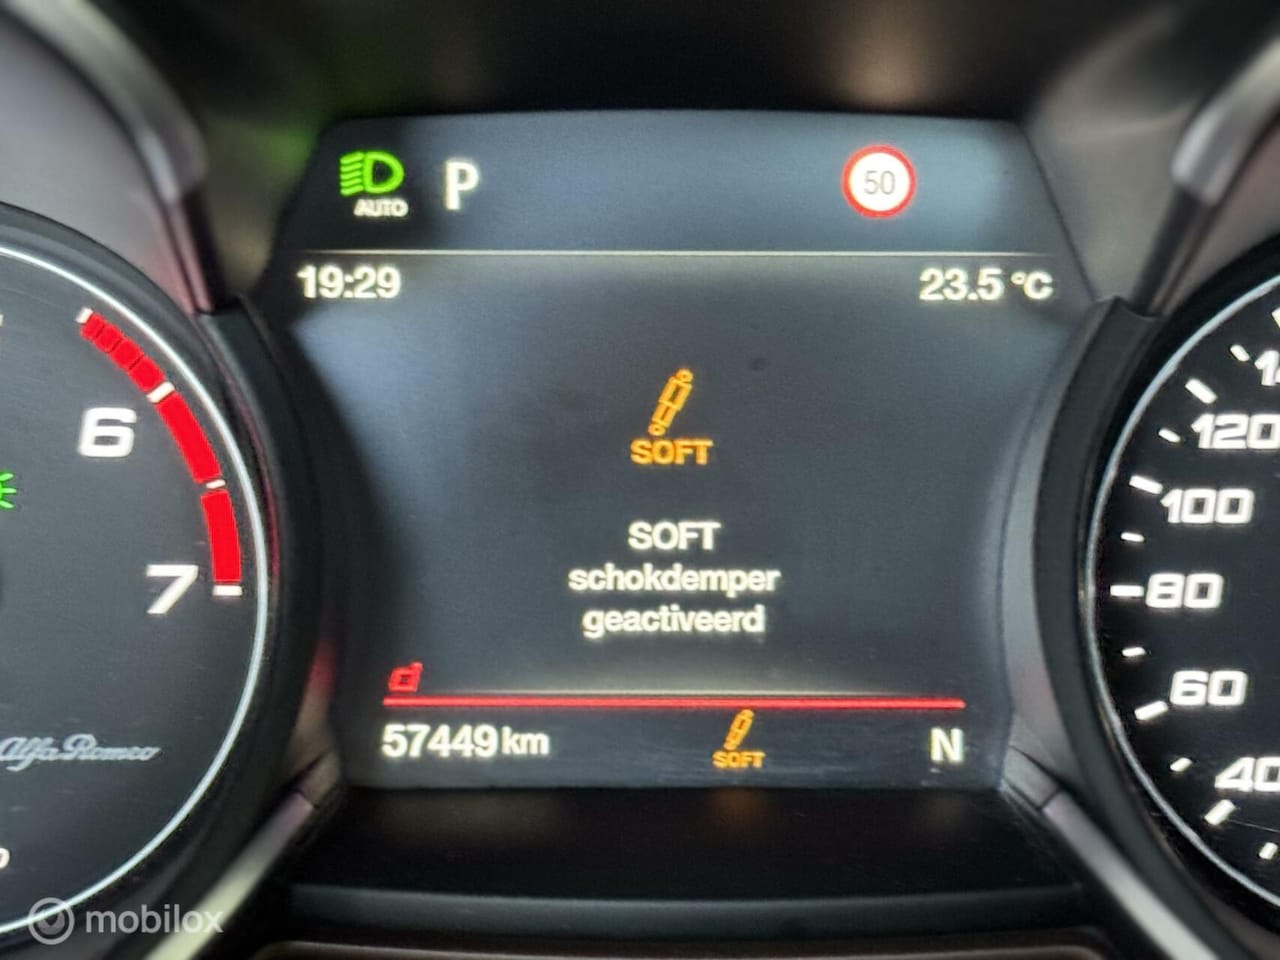 AUTO P 50
19:29 23.5 °C
SOFT
SOFT
schokdemper
geactiveerd
57449 km SOFT N
6
7
Alfa Romeo
120
100
80
60
40
mobilox